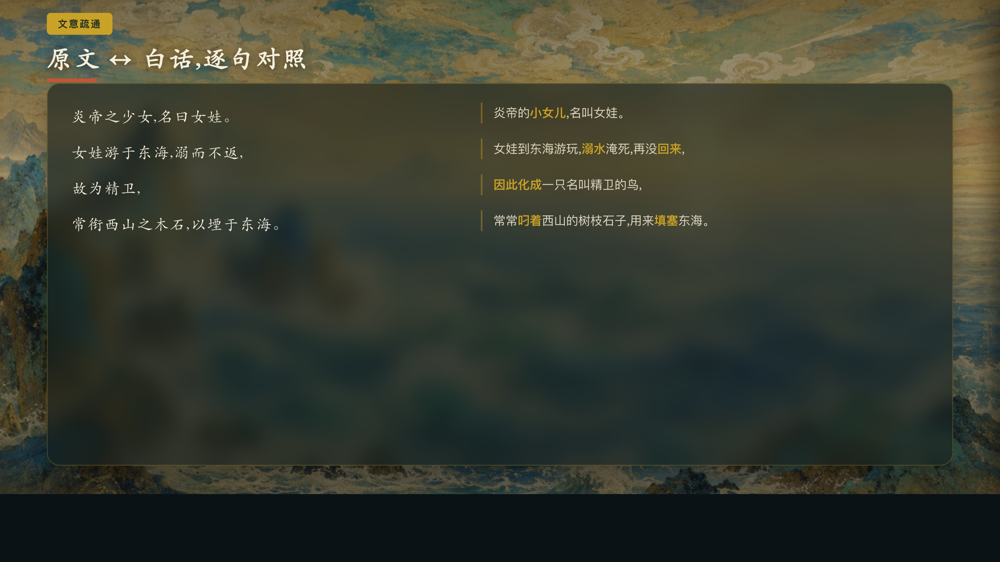 文意疏通
原文 ↔ 白话,逐句对照
炎帝之少女,名曰女娃。
炎帝的小女儿,名叫女娃。
女娃游于东海,溺而不返,
女娃到东海游玩,溺水淹死,再没回来,
故为精卫,
因此化成一只名叫精卫的鸟,
常衔西山之木石,以堙于东海。
常常叼着西山的树枝石子,用来填塞东海。